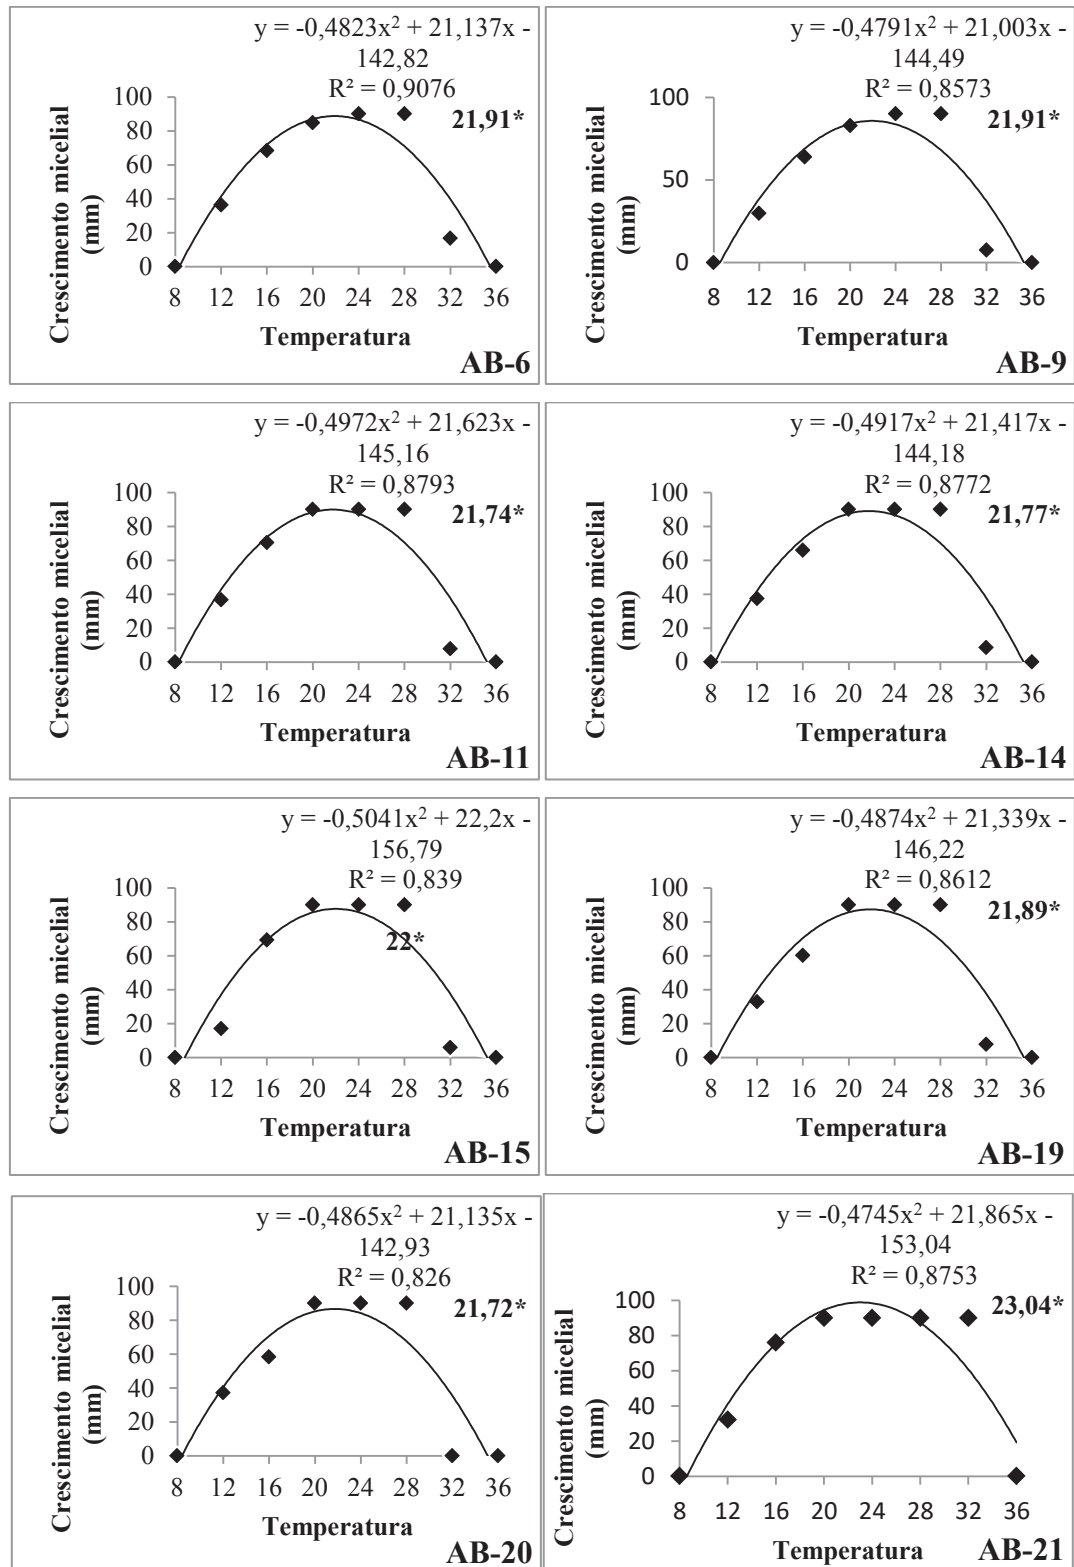 y = -0,4823x² + 21,137x -
142,82
R² = 0,9076
21,91*
Crescimento micelial
(mm)
100
80
60
40
20
0
8 12 16 20 24 28 32 36
Temperatura
AB-6
y = -0,4791x² + 21,003x -
144,49
R² = 0,8573
21,91*
Crescimento micelial
(mm)
100
50
0
8 12 16 20 24 28 32 36
Temperatura
AB-9
y = -0,4972x² + 21,623x -
145,16
R² = 0,8793
21,74*
Crescimento micelial
(mm)
100
80
60
40
20
0
8 12 16 20 24 28 32 36
Temperatura
AB-11
y = -0,4917x² + 21,417x -
144,18
R² = 0,8772
21,77*
Crescimento micelial
(mm)
100
80
60
40
20
0
8 12 16 20 24 28 32 36
Temperatura
AB-14
y = -0,5041x² + 22,2x -
156,79
R² = 0,839
22*
Crescimento micelial
(mm)
100
80
60
40
20
0
8 12 16 20 24 28 32 36
Temperatura
AB-15
y = -0,4874x² + 21,339x -
146,22
R² = 0,8612
21,89*
Crescimento micelial
(mm)
100
80
60
40
20
0
8 12 16 20 24 28 32 36
Temperatura
AB-19
y = -0,4865x² + 21,135x -
142,93
R² = 0,826
21,72*
Crescimento micelial
(mm)
100
80
60
40
20
0
8 12 16 20 24 28 32 36
Temperatura
AB-20
y = -0,4745x² + 21,865x -
153,04
R² = 0,8753
23,04*
Crescimento micelial
(mm)
100
80
60
40
20
0
8 12 16 20 24 28 32 36
Temperatura
AB-21